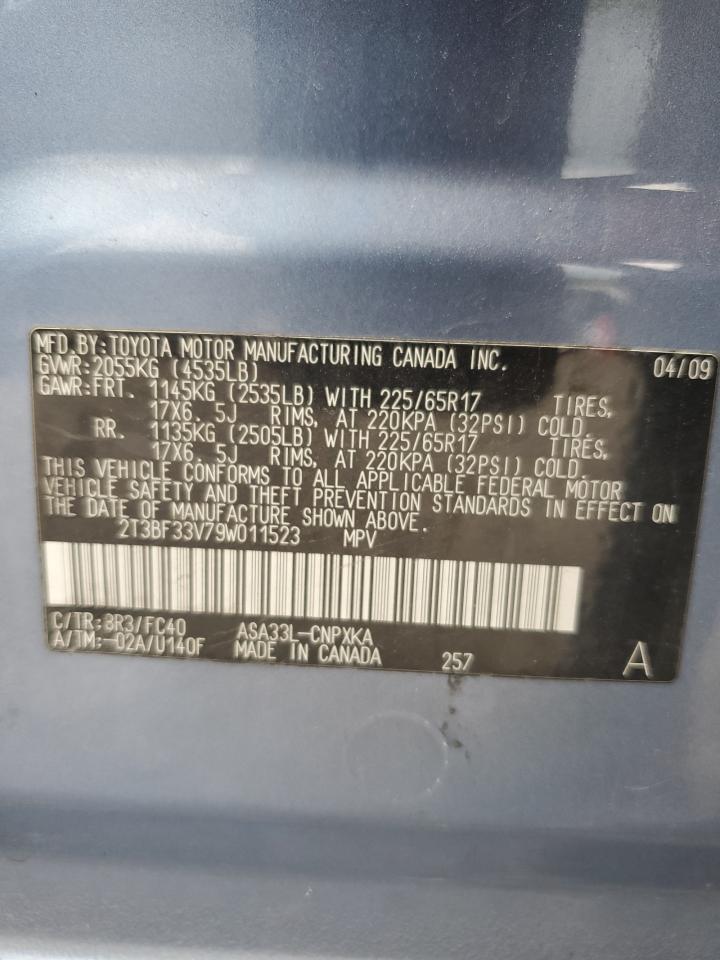 MFD.BY:TOYOTA MOTOR MANUFACTURING CANADA INC. 04/09
GVWR:2055KG (4535LB)
GAWR:FRT. 1145KG (2535LB) WITH 225/65R17 TIRES,
17X6 5J RIMS, AT 220KPA (32PSI) COLD.
RR. 1135KG (2505LB) WITH 225/65R17 TIRES,
17X6 5J RIMS, AT 220KPA (32PSI) COLD.
THIS VEHICLE CONFORMS TO ALL APPLICABLE FEDERAL MOTOR
VEHICLE SAFETY AND THEFT PREVENTION STANDARDS IN EFFECT ON
THE DATE OF MANUFACTURE SHOWN ABOVE.
2T3BF33V79W011523 MPV
C/TR:8R3/FC40 ASA33L-CNPXKA
A/TM:-02A/U140F MADE IN CANADA 257 A